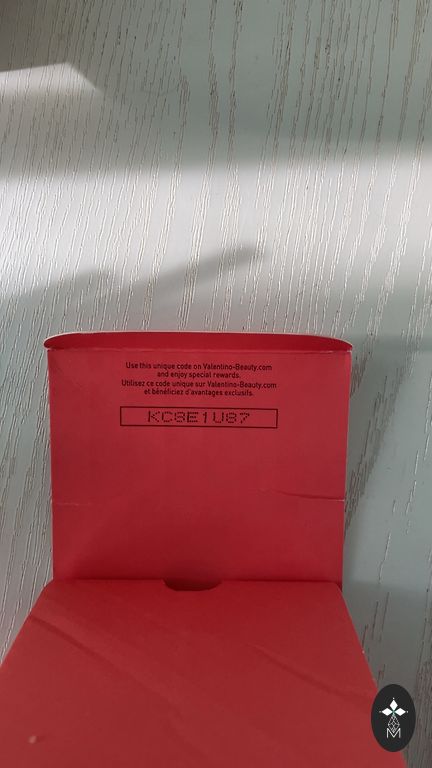 Use this unique code on Valentino-Beauty.com
and enjoy special rewards.
Utilisez ce code unique sur Valentino-Beauty.com
et bénéficiez d'avantages exclusifs.
KC8E1U87
M